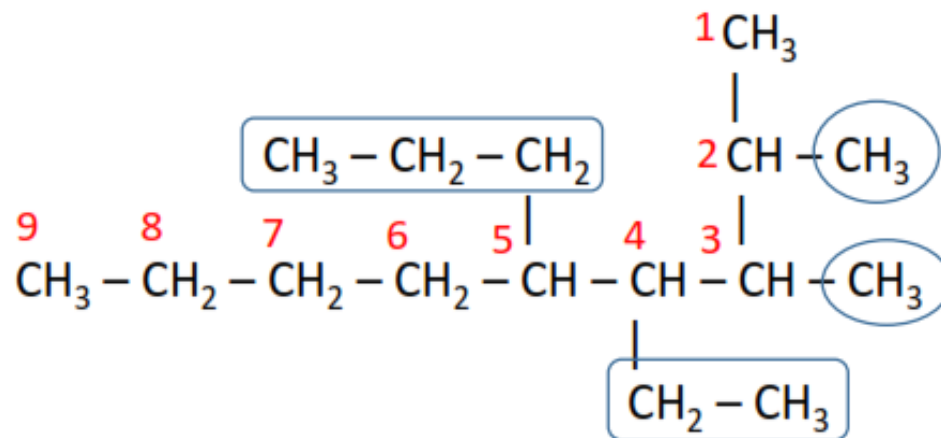 1 CH₃
|
CH₃ – CH₂ – CH₂ 2 CH – CH₃
| |
9 8 7 6 5 4 3
CH₃ – CH₂ – CH₂ – CH₂ – CH – CH – CH – CH₃
|
CH₂ – CH₃